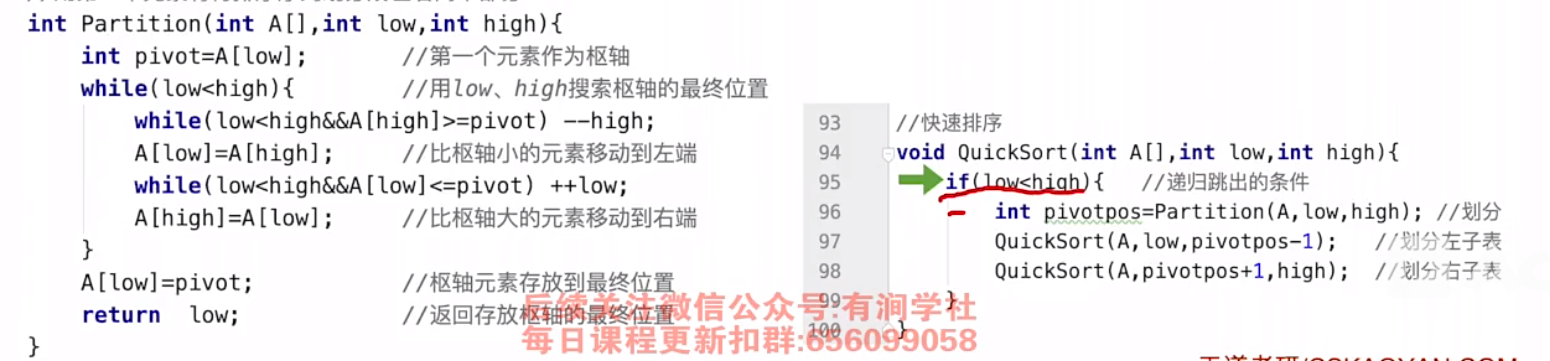 int Partition(int A[],int low,int high){
int pivot=A[low]; //第一个元素作为枢轴
while(low<high){ //用low、high搜索枢轴的最终位置
while(low<high&&A[high]>=pivot) --high;
A[low]=A[high]; //比枢轴小的元素移动到左端
while(low<high&&A[low]<=pivot) ++low;
A[high]=A[low]; //比枢轴大的元素移动到右端
}
A[low]=pivot; //枢轴元素存放到最终位置
return low; //返回存放枢轴的最终位置
}
93 //快速排序
94 void QuickSort(int A[],int low,int high){
95 if(low<high){ //递归跳出的条件
96 int pivotpos=Partition(A,low,high); //划分
97 QuickSort(A,low,pivotpos-1); //划分左子表
98 QuickSort(A,pivotpos+1,high); //划分右子表
99 }
100 }
后续关注微信公众号:有涧学社
每日课程更新扣群:656099058